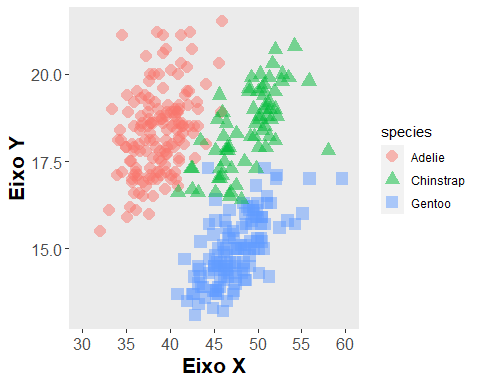 Eixo Y
20.0
17.5
15.0
30 35 40 45 50 55 60
Eixo X
species
Adelie
Chinstrap
Gentoo